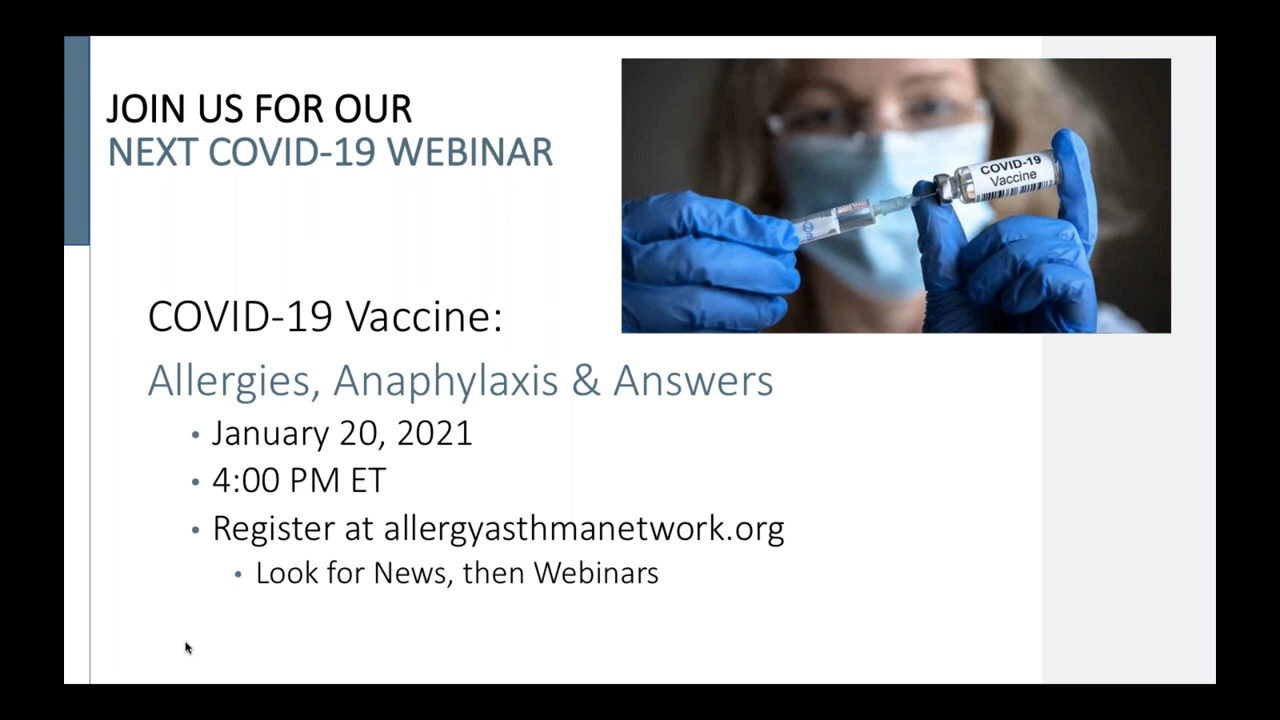 JOIN US FOR OUR
NEXT COVID-19 WEBINAR
COVID-19
Vaccine
COVID-19 Vaccine:
Allergies, Anaphylaxis & Answers
• January 20, 2021
• 4:00 PM ET
• Register at allergyasthmanetwork.org
• Look for News, then Webinars